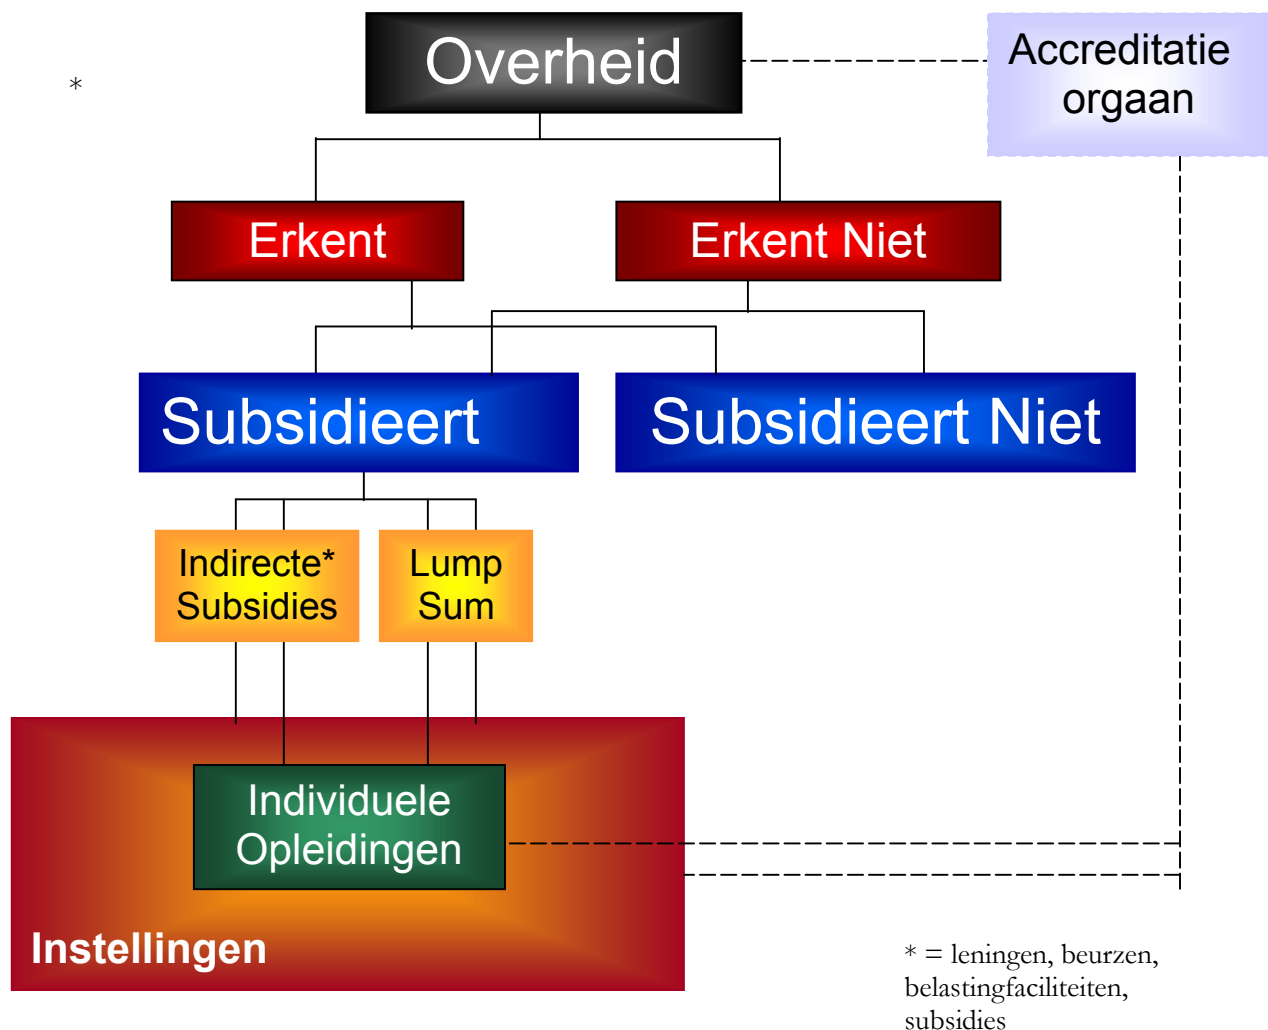 Overheid
Accreditatie
orgaan
*
Erkent
Erkent Niet
Subsidieert
Subsidieert Niet
Indirecte*
Subsidies
Lump
Sum
Individuele
Opleidingen
Instellingen
* = leningen, beurzen,
belastingfaciliteiten,
subsidies